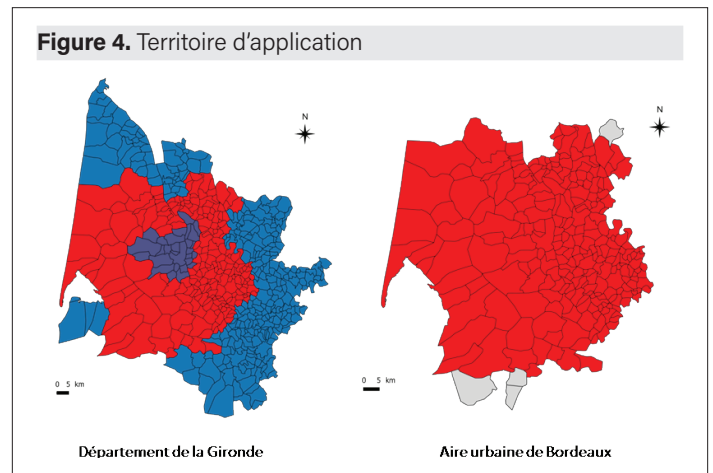 Figure 4. Territoire d'application
N
N
0 5 km
0 5 km
Département de la Gironde
Aire urbaine de Bordeaux